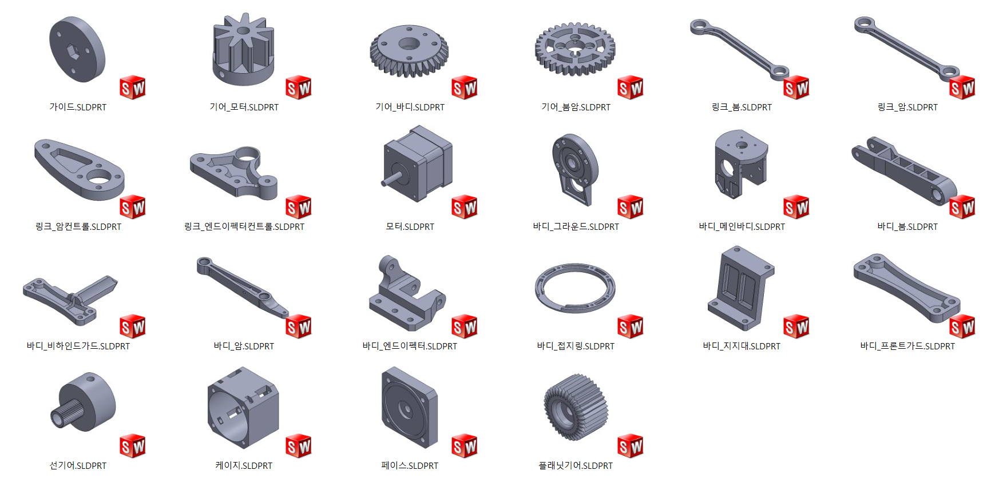 가이드.SLDPRT
기어_모터.SLDPRT
기어_바디.SLDPRT
기어_붐암.SLDPRT
링크_붐.SLDPRT
링크_암.SLDPRT
링크_암컨트롤.SLDPRT
링크_엔드이펙터컨트롤.SLDPRT
모터.SLDPRT
바디_그라운드.SLDPRT
바디_메인바디.SLDPRT
바디_붐.SLDPRT
바디_비하인드가드.SLDPRT
바디_암.SLDPRT
바디_엔드이펙터.SLDPRT
바디_접지링.SLDPRT
바디_지지대.SLDPRT
바디_프론트가드.SLDPRT
선기어.SLDPRT
케이지.SLDPRT
페이스.SLDPRT
플래닛기어.SLDPRT